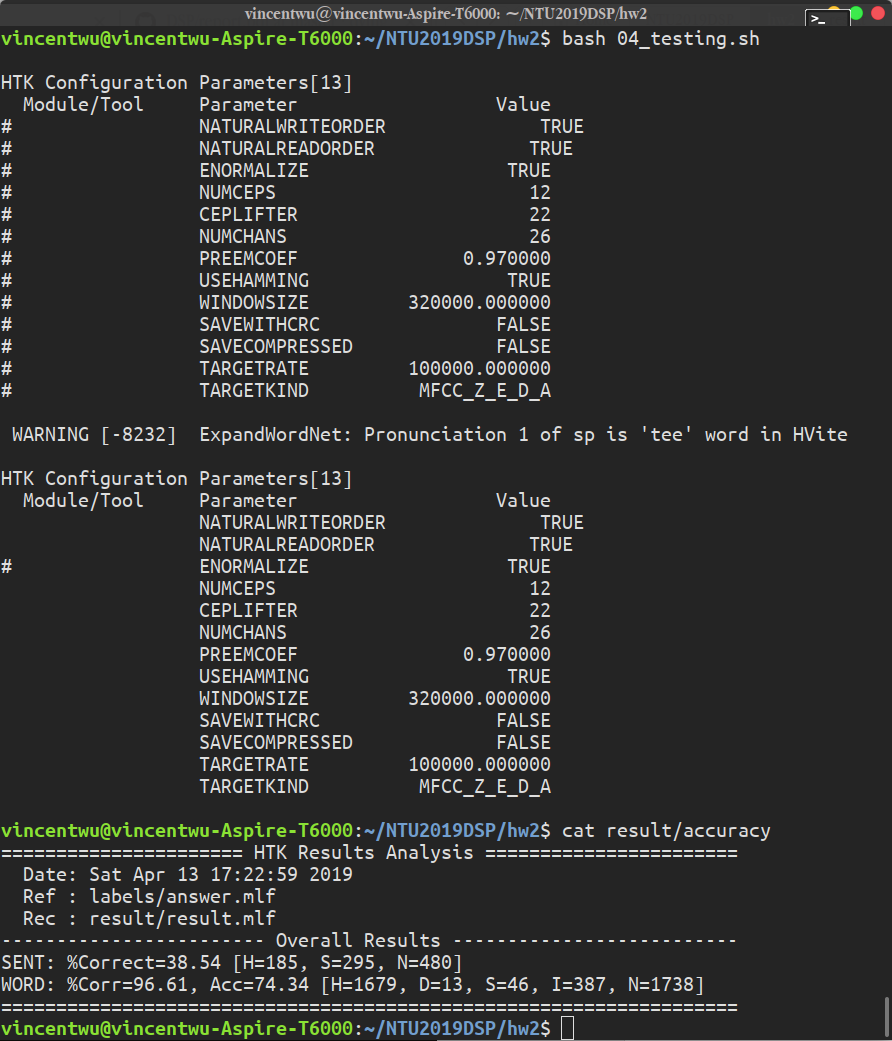 vincentwu@vincentwu-Aspire-T6000: ~/NTU2019DSP/hw2
>_
vincentwu@vincentwu-Aspire-T6000:~/NTU2019DSP/hw2$ bash 04_testing.sh
HTK Configuration Parameters[13]
  Module/Tool     Parameter                  Value
#                 NATURALWRITEORDER              TRUE
#                 NATURALREADORDER              TRUE
#                 ENORMALIZE                  TRUE
#                 NUMCEPS                       12
#                 CEPLIFTER                     22
#                 NUMCHANS                      26
#                 PREEMCOEF               0.970000
#                 USEHAMMING                  TRUE
#                 WINDOWSIZE         320000.000000
#                 SAVEWITHCRC                FALSE
#                 SAVECOMPRESSED             FALSE
#                 TARGETRATE         100000.000000
#                 TARGETKIND          MFCC_Z_E_D_A
 WARNING [-8232]  ExpandWordNet: Pronunciation 1 of sp is 'tee' word in HVite
HTK Configuration Parameters[13]
  Module/Tool     Parameter                  Value
                  NATURALWRITEORDER              TRUE
                  NATURALREADORDER              TRUE
#                 ENORMALIZE                  TRUE
                  NUMCEPS                       12
                  CEPLIFTER                     22
                  NUMCHANS                      26
                  PREEMCOEF               0.970000
                  USEHAMMING                  TRUE
                  WINDOWSIZE         320000.000000
                  SAVEWITHCRC                FALSE
                  SAVECOMPRESSED             FALSE
                  TARGETRATE         100000.000000
                  TARGETKIND          MFCC_Z_E_D_A
vincentwu@vincentwu-Aspire-T6000:~/NTU2019DSP/hw2$ cat result/accuracy
====================== HTK Results Analysis =======================
  Date: Sat Apr 13 17:22:59 2019
  Ref : labels/answer.mlf
  Rec : result/result.mlf
------------------------ Overall Results --------------------------
SENT: %Correct=38.54 [H=185, S=295, N=480]
WORD: %Corr=96.61, Acc=74.34 [H=1679, D=13, S=46, I=387, N=1738]
===================================================================
vincentwu@vincentwu-Aspire-T6000:~/NTU2019DSP/hw2$